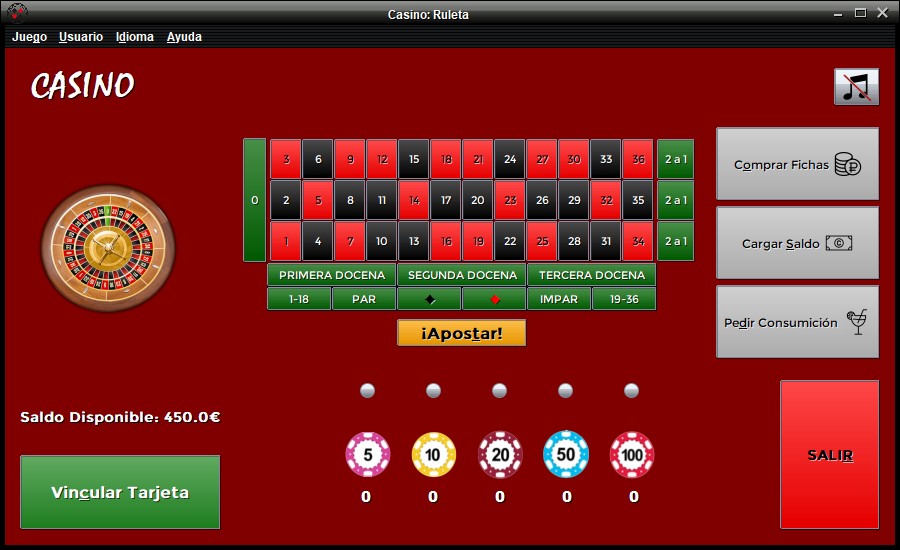 Casino: Ruleta
Juego Usuario Idioma Ayuda
CASINO
3 6 9 12 15 18 21 24 27 30 33 36 2 a 1
0 2 5 8 11 14 17 20 23 26 29 32 35 2 a 1
1 4 7 10 13 16 19 22 25 28 31 34 2 a 1
PRIMERA DOCENA SEGUNDA DOCENA TERCERA DOCENA
1-18 PAR IMPAR 19-36
¡Apostar!
Comprar Fichas
Cargar Saldo
Pedir Consumición
Saldo Disponible: 450.0€
Vincular Tarjeta
5 10 20 50 100
0 0 0 0 0
SALIR